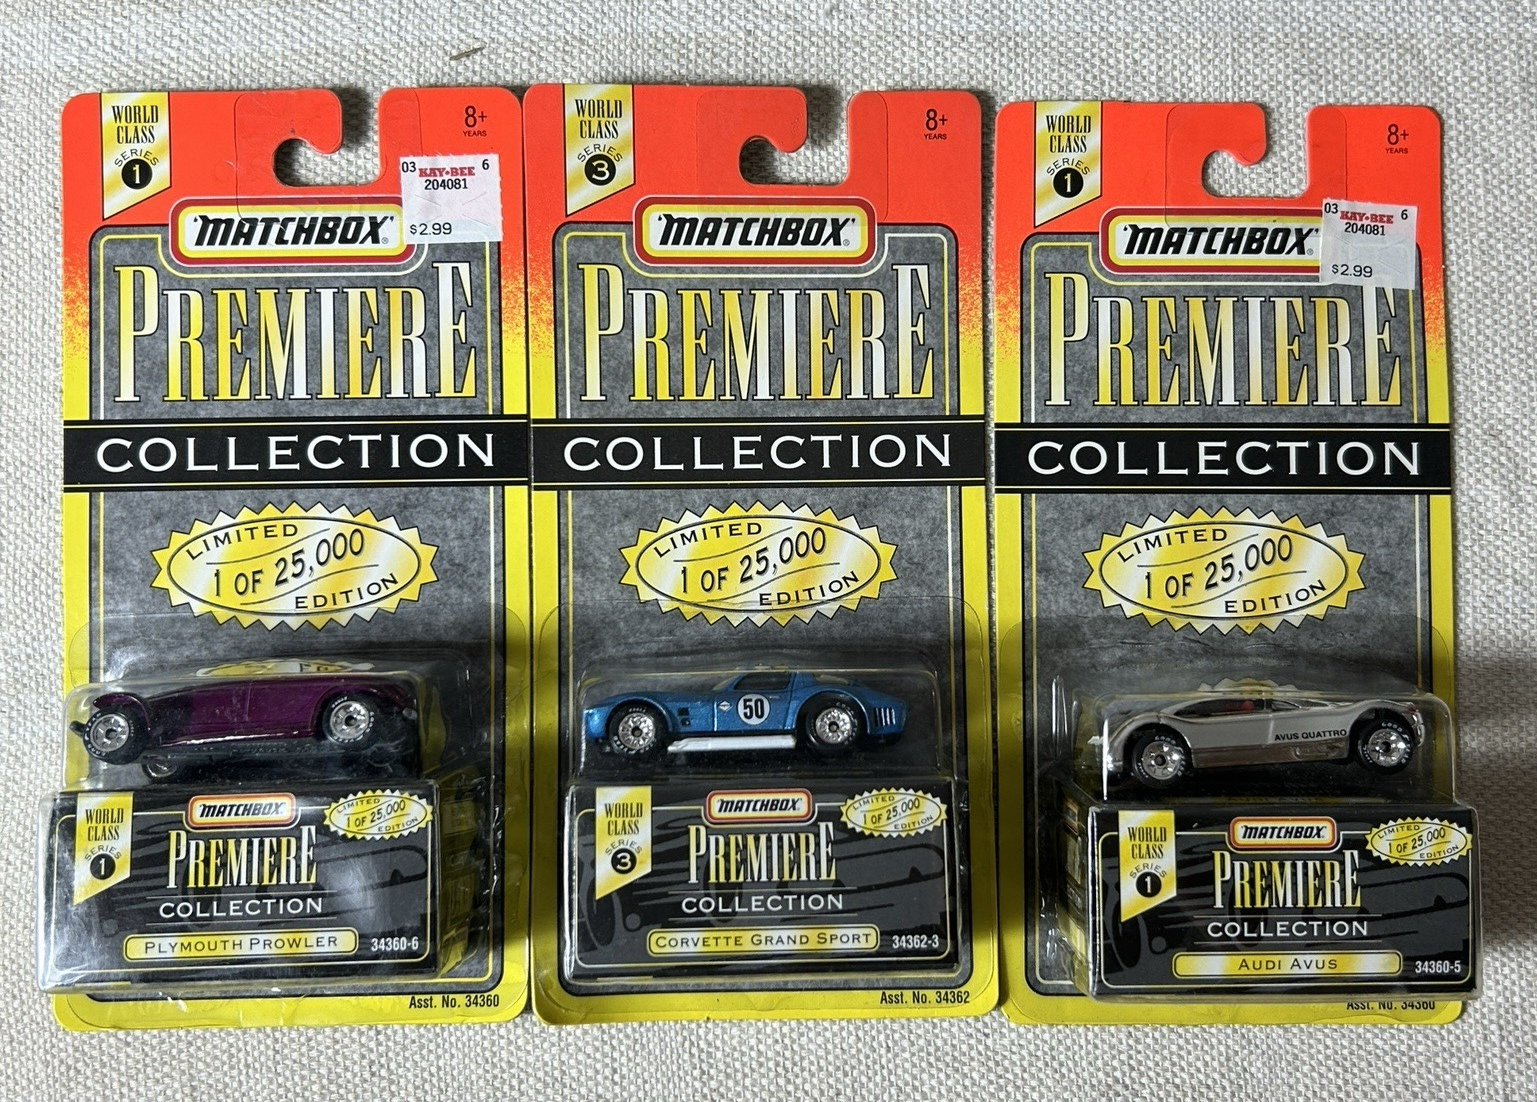 WORLD
CLASS
SERIES
1
8+
YEARS
03 KAY·BEE 6
204081
$2.99
MATCHBOX®
PREMIERE
COLLECTION
LIMITED
1 OF 25,000
EDITION
WORLD
CLASS
SERIES
1
MATCHBOX
LIMITED
1 OF 25,000
EDITION
PREMIERE
COLLECTION
PLYMOUTH PROWLER
34360-6
Asst. No. 34360
WORLD
CLASS
SERIES
3
8+
YEARS
MATCHBOX®
PREMIERE
COLLECTION
LIMITED
1 OF 25,000
EDITION
50
WORLD
CLASS
SERIES
3
MATCHBOX
LIMITED
1 OF 25,000
EDITION
PREMIERE
COLLECTION
CORVETTE GRAND SPORT
34362-3
Asst. No. 34362
WORLD
CLASS
SERIES
1
8+
YEARS
03 KAY·BEE 6
204081
$2.99
MATCHBOX®
PREMIERE
COLLECTION
LIMITED
1 OF 25,000
EDITION
AVUS QUATTRO
WORLD
CLASS
SERIES
1
MATCHBOX
LIMITED
1 OF 25,000
EDITION
PREMIERE
COLLECTION
AUDI AVUS
34360-5
Asst. No. 34360